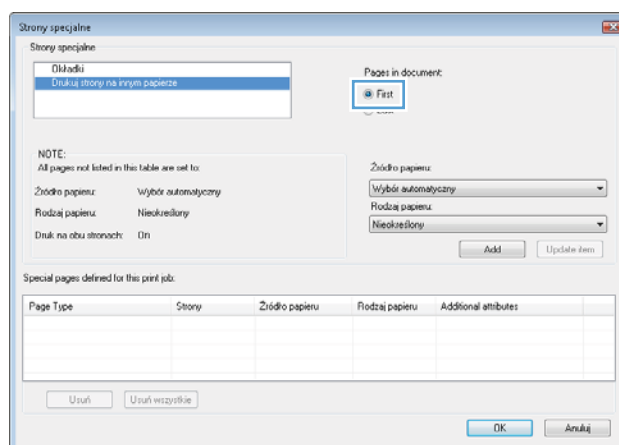 Strony specjalne
Strony specjalne
Okładki
Drukuj strony na innym papierze
Pages in document:
First
NOTE:
All pages not listed in this table are set to:
Źródło papieru: Wybór automatyczny
Rodzaj papieru: Nieokreślony
Druk na obu stronach: On
Źródło papieru:
Wybór automatyczny
Rodzaj papieru:
Nieokreślony
Add Update item
Special pages defined for this print job:
Page Type Strony Źródło papieru Rodzaj papieru Additional attributes
Usuń Usuń wszystkie
OK Anuluj